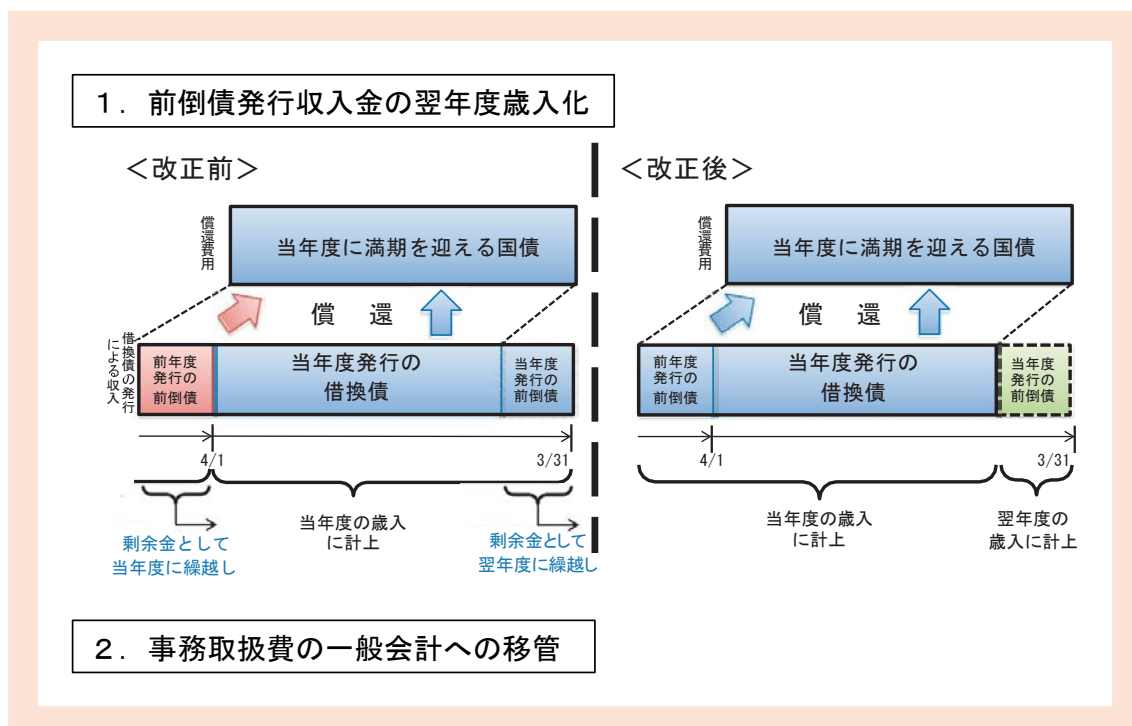 １．前倒債発行収入金の翌年度歳入化
＜改正前＞
償還費用
当年度に満期を迎える国債
償　還
借換債の発行
による収入
前年度
発行の
前倒債
当年度発行の
借換債
当年度
発行の
前倒債
4/1
3/31
剰余金として
当年度に繰越し
当年度の歳入
に計上
剰余金として
翌年度に繰越し
＜改正後＞
償還費用
当年度に満期を迎える国債
償　還
前年度
発行の
前倒債
当年度発行の
借換債
当年度
発行の
前倒債
4/1
3/31
当年度の歳入
に計上
翌年度の
歳入に計上
２．事務取扱費の一般会計への移管